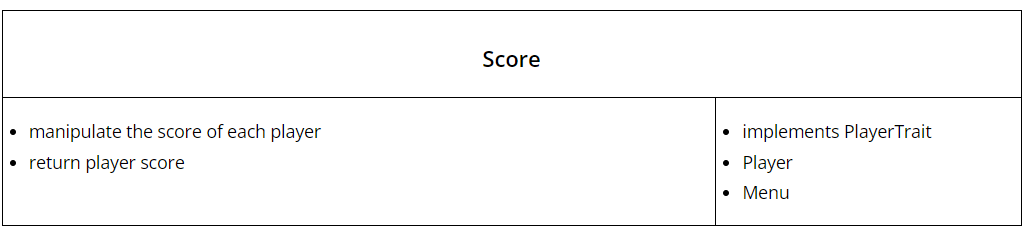 Score
manipulate the score of each player
return player score
implements PlayerTrait
Player
Menu